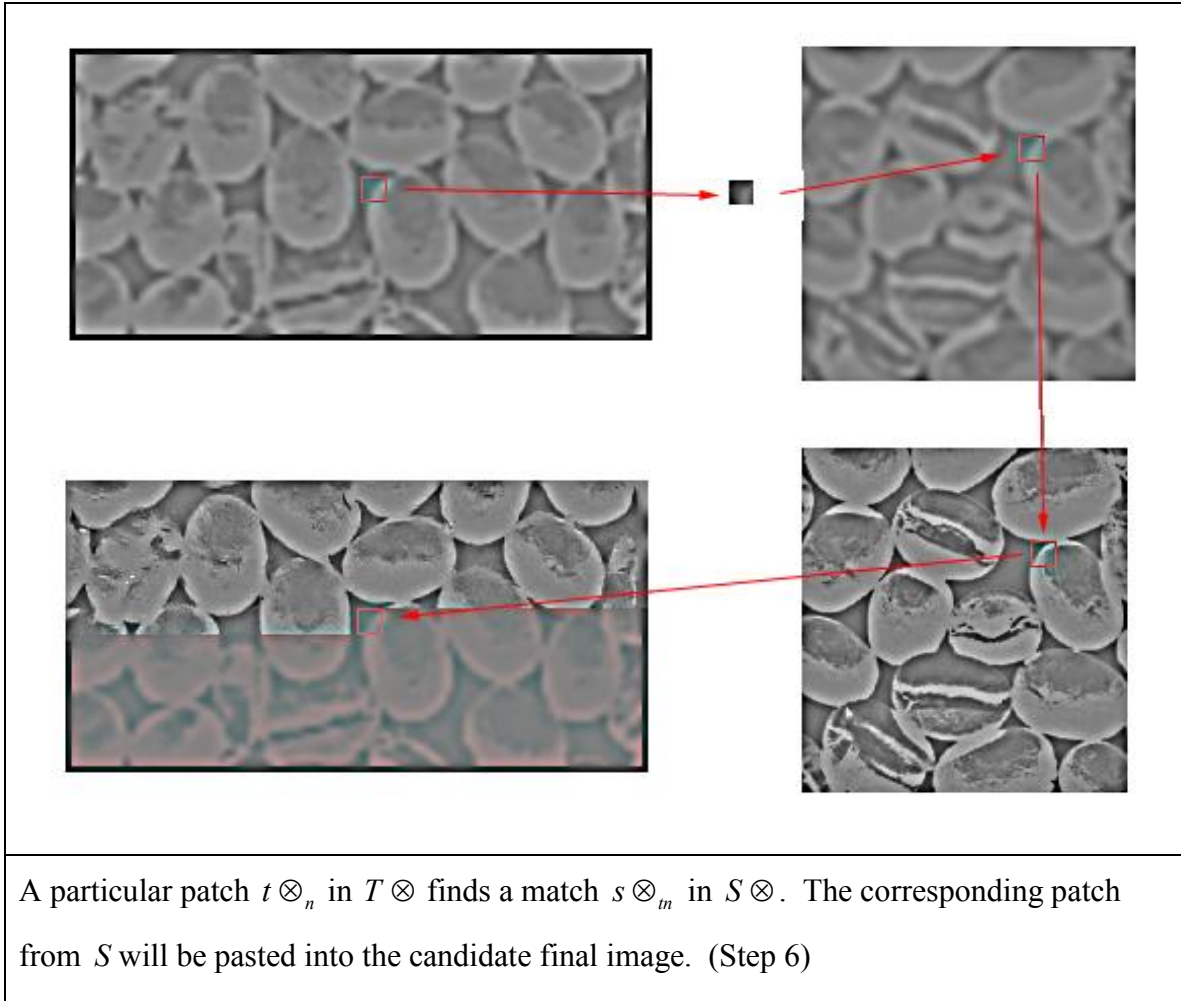 A particular patch t ⊗ₙ in T ⊗ finds a match s ⊗ₜₙ in S ⊗. The corresponding patch
from S will be pasted into the candidate final image. (Step 6)